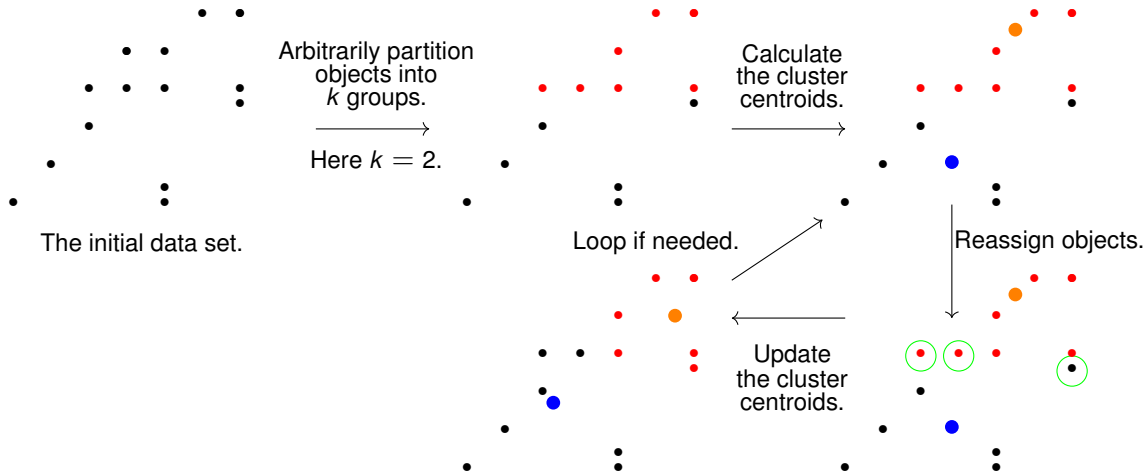 Arbitrarily partition
objects into
k groups.
Here k = 2.
Calculate
the cluster
centroids.
The initial data set.
Loop if needed.
Reassign objects.
Update
the cluster
centroids.